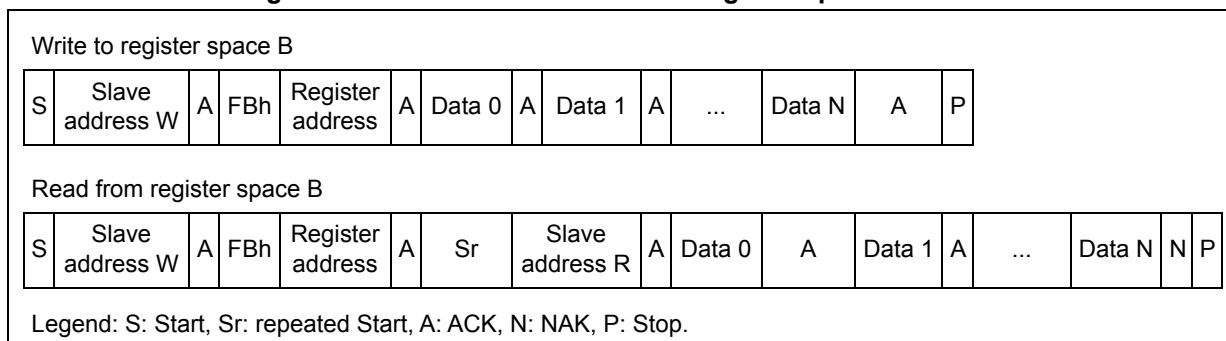 Write to register space B
S Slave address W A FBh Register address A Data 0 A Data 1 A ... Data N A P
Read from register space B
S Slave address W A FBh Register address A Sr Slave address R A Data 0 A Data 1 A ... Data N N P
Legend: S: Start, Sr: repeated Start, A: ACK, N: NAK, P: Stop.